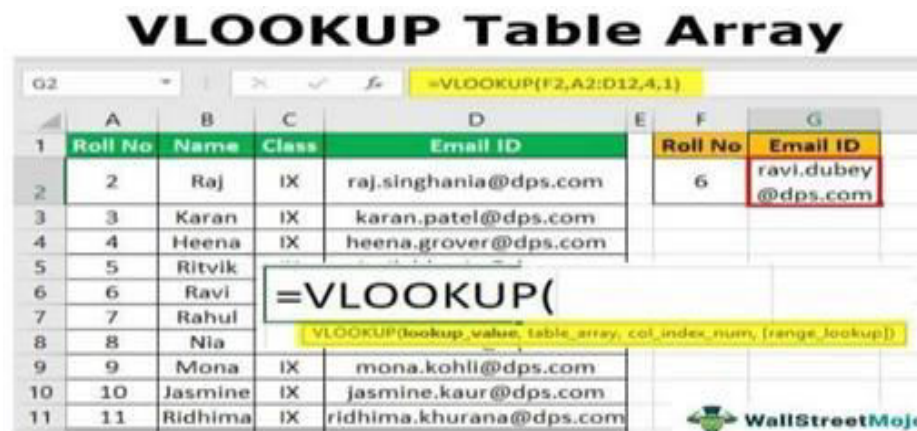 VLOOKUP Table Array
G2 fx =VLOOKUP(F2,A2:D12,4,1)
A B C D E F G
1 Roll No Name Class Email ID Roll No Email ID
2 2 Raj IX raj.singhania@dps.com 6 ravi.dubey
@dps.com
3 3 Karan IX karan.patel@dps.com
4 4 Heena IX heena.grover@dps.com
5 5 Ritvik
6 6 Ravi =VLOOKUP(
7 7 Rahul
VLOOKUP(lookup_value, table_array, col_index_num, [range_lookup])
8 8 Nia
9 9 Mona IX mona.kohli@dps.com
10 10 Jasmine IX jasmine.kaur@dps.com
11 11 Ridhima IX ridhima.khurana@dps.com
WallStreetMojo